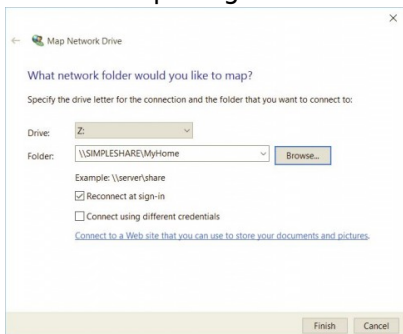 Map Network Drive
What network folder would you like to map?
Specify the drive letter for the connection and the folder that you want to connect to:
Drive: Z:
Folder: \\SIMPLESHARE\MyHome Browse...
Example: \\server\share
Reconnect at sign-in
Connect using different credentials
Connect to a Web site that you can use to store your documents and pictures.
Finish Cancel